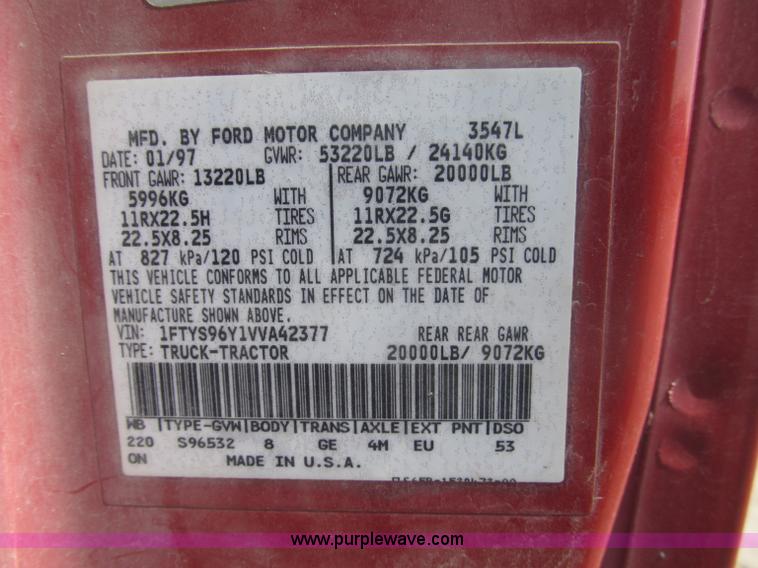 MFD. BY FORD MOTOR COMPANY 3547L
DATE: 01/97 GVWR: 53220LB / 24140KG
FRONT GAWR: 13220LB REAR GAWR: 20000LB
5996KG WITH 9072KG WITH
11RX22.5H TIRES 11RX22.5G TIRES
22.5X8.25 RIMS 22.5X8.25 RIMS
AT 827 kPa/120 PSI COLD AT 724 kPa/105 PSI COLD
THIS VEHICLE CONFORMS TO ALL APPLICABLE FEDERAL MOTOR
VEHICLE SAFETY STANDARDS IN EFFECT ON THE DATE OF
MANUFACTURE SHOWN ABOVE.
VIN: 1FTYS96Y1VVA42377 REAR REAR GAWR
TYPE: TRUCK-TRACTOR 20000LB/ 9072KG
WB |TYPE-GVW|BODY|TRANS|AXLE|EXT PNT|DSO
220 S96532 8 GE 4M EU 53
ON MADE IN U.S.A.
www.purplewave.com